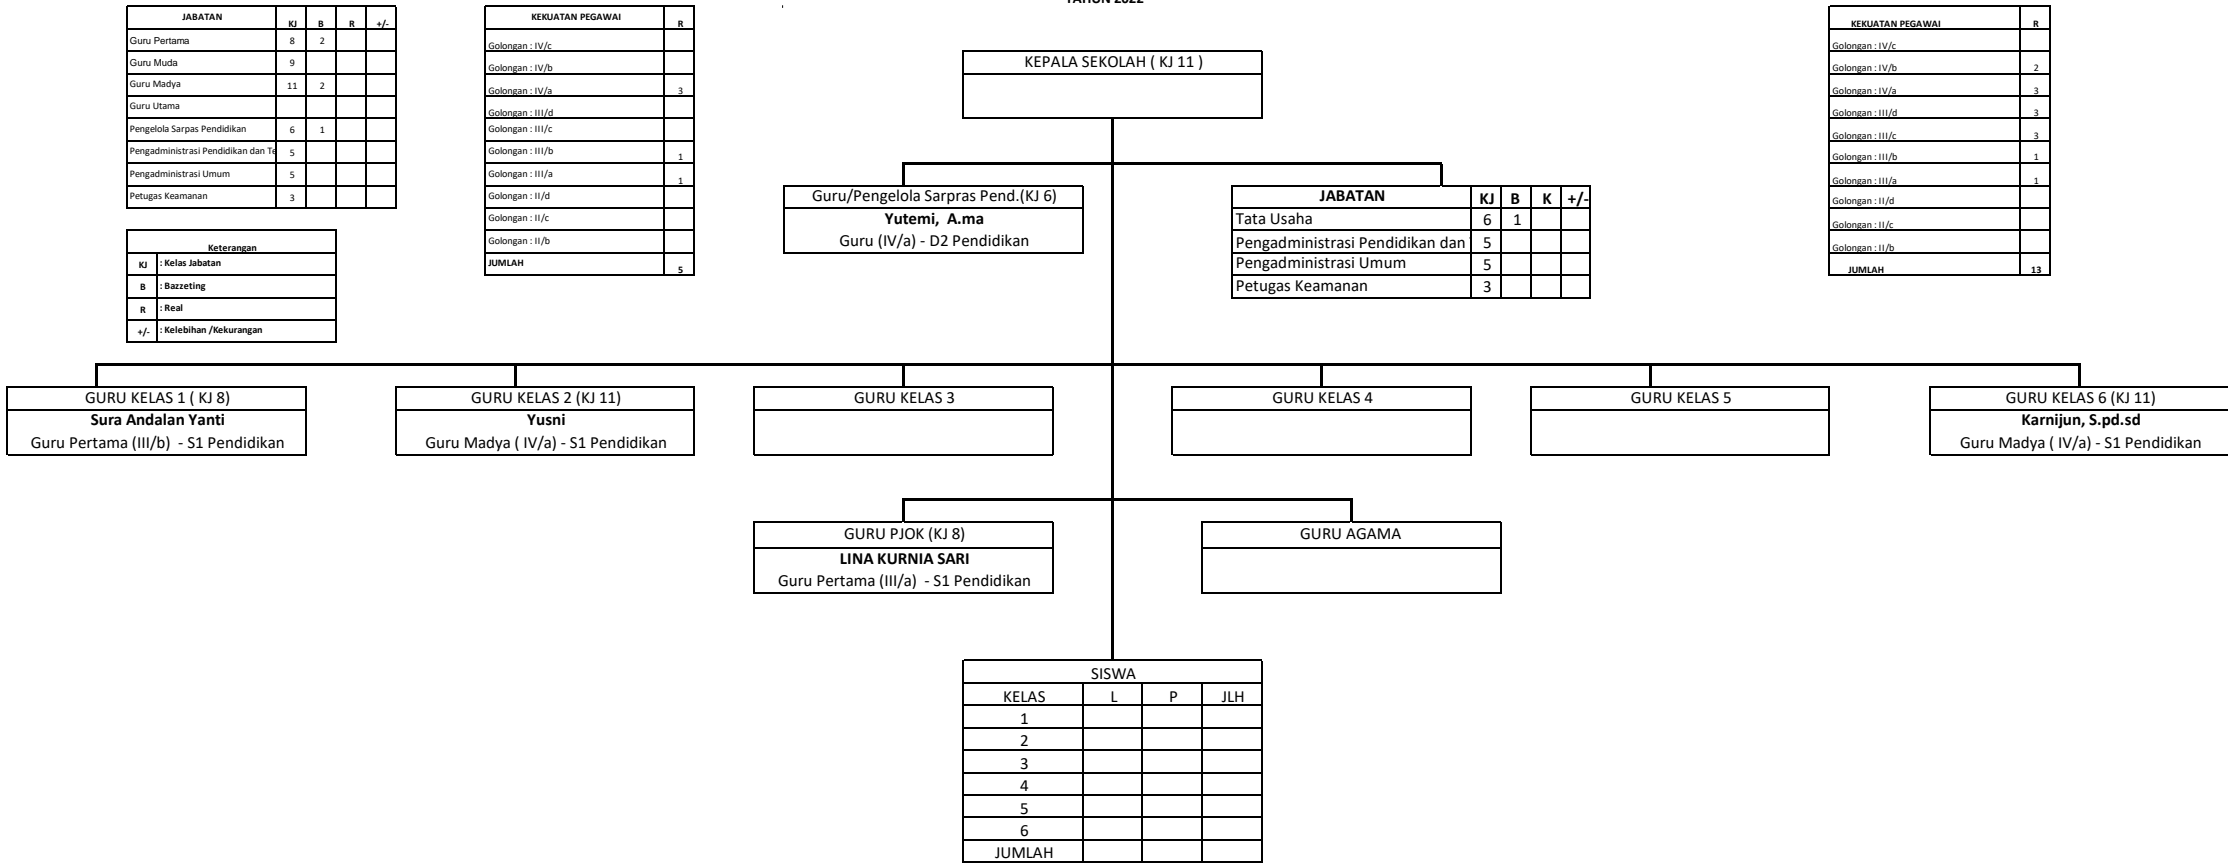 TAHUN 2022
JABATAN KJ B R +/-
Guru Pertama 8 2
Guru Muda 9
Guru Madya 11 2
Guru Utama
Pengelola Sarpas Pendidikan 6 1
Pengadministrasi Pendidikan dan Te 5
Pengadministrasi Umum 5
Petugas Keamanan 3
Keterangan
KJ : Kelas Jabatan
B : Bazzeting
R : Real
+/- : Kelebihan /Kekurangan
KEKUATAN PEGAWAI R
Golongan : IV/c
Golongan : IV/b
Golongan : IV/a 3
Golongan : III/d
Golongan : III/c
Golongan : III/b 1
Golongan : III/a 1
Golongan : II/d
Golongan : II/c
Golongan : II/b
JUMLAH 5
KEPALA SEKOLAH ( KJ 11 )
KEKUATAN PEGAWAI R
Golongan : IV/c
Golongan : IV/b 2
Golongan : IV/a 3
Golongan : III/d 3
Golongan : III/c 3
Golongan : III/b 1
Golongan : III/a 1
Golongan : II/d
Golongan : II/c
Golongan : II/b
JUMLAH 13
Guru/Pengelola Sarpras Pend.(KJ 6)
Yutemi, A.ma
Guru (IV/a) - D2 Pendidikan
JABATAN KJ B K +/-
Tata Usaha 6 1
Pengadministrasi Pendidikan dan 5
Pengadministrasi Umum 5
Petugas Keamanan 3
GURU KELAS 1 ( KJ 8)
Sura Andalan Yanti
Guru Pertama (III/b) - S1 Pendidikan
GURU KELAS 2 (KJ 11)
Yusni
Guru Madya ( IV/a) - S1 Pendidikan
GURU KELAS 3
GURU KELAS 4
GURU KELAS 5
GURU KELAS 6 (KJ 11)
Karnijun, S.pd.sd
Guru Madya ( IV/a) - S1 Pendidikan
GURU PJOK (KJ 8)
LINA KURNIA SARI
Guru Pertama (III/a) - S1 Pendidikan
GURU AGAMA
SISWA
KELAS L P JLH
1
2
3
4
5
6
JUMLAH